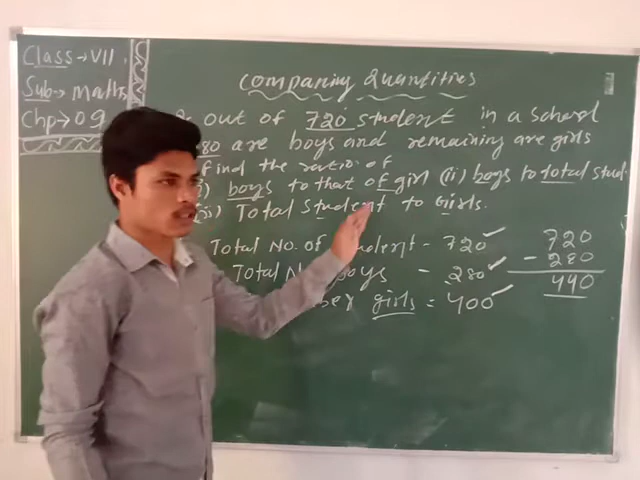 Class → VII
Sub → Maths
Chp → 09
Companing Quantities
out of 720 student in a school
80 are boys and remaining are girls
find the ratio of
(i) boys to that of girl (ii) boys to total stud
(iii) Total student to Girls.
Total No. of student - 720
Total boys - 280
girls = 400
720
- 280
440